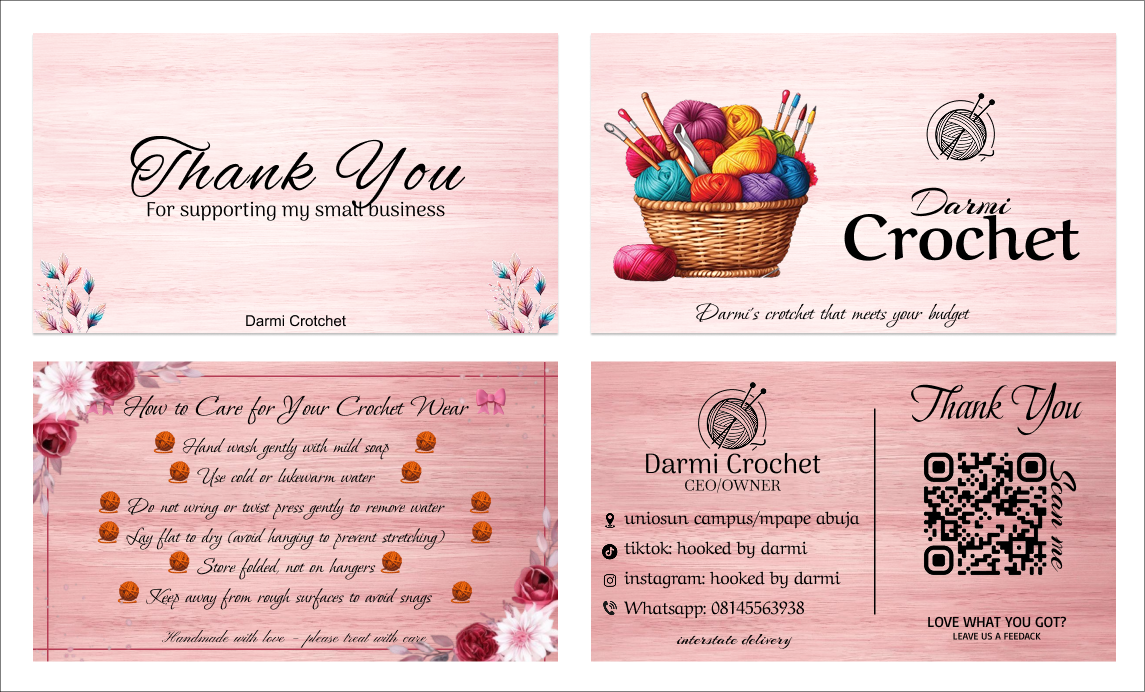 Thank You
For supporting my small business
Darmi Crotchet
Darmi
Crochet
Darmi's crotchet that meets your budget
How to Care for Your Crochet Wear
Hand wash gently with mild soap
Use cold or lukewarm water
Do not wring or twist press gently to remove water
Lay flat to dry (avoid hanging to prevent stretching)
Store folded, not on hangers
Keep away from rough surfaces to avoid snags
Handmade with love – please treat with care
Darmi Crochet
CEO/OWNER
uniosun campus/mpape abuja
tiktok: hooked by darmi
instagram: hooked by darmi
Whatsapp: 08145563938
interstate delivery
Thank You
Scan me
LOVE WHAT YOU GOT?
LEAVE US A FEEDACK